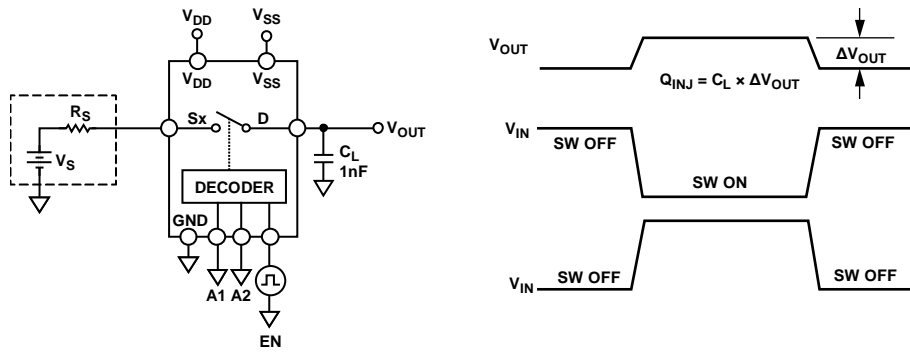 VDD
VSS
VDD
VSS
RS
VS
Sx
D
VOUT
CL
1nF
DECODER
GND
A1
A2
EN
VOUT
ΔVOUT
QINJ = CL × ΔVOUT
VIN
SW OFF
SW OFF
SW ON
VIN
SW OFF
SW OFF